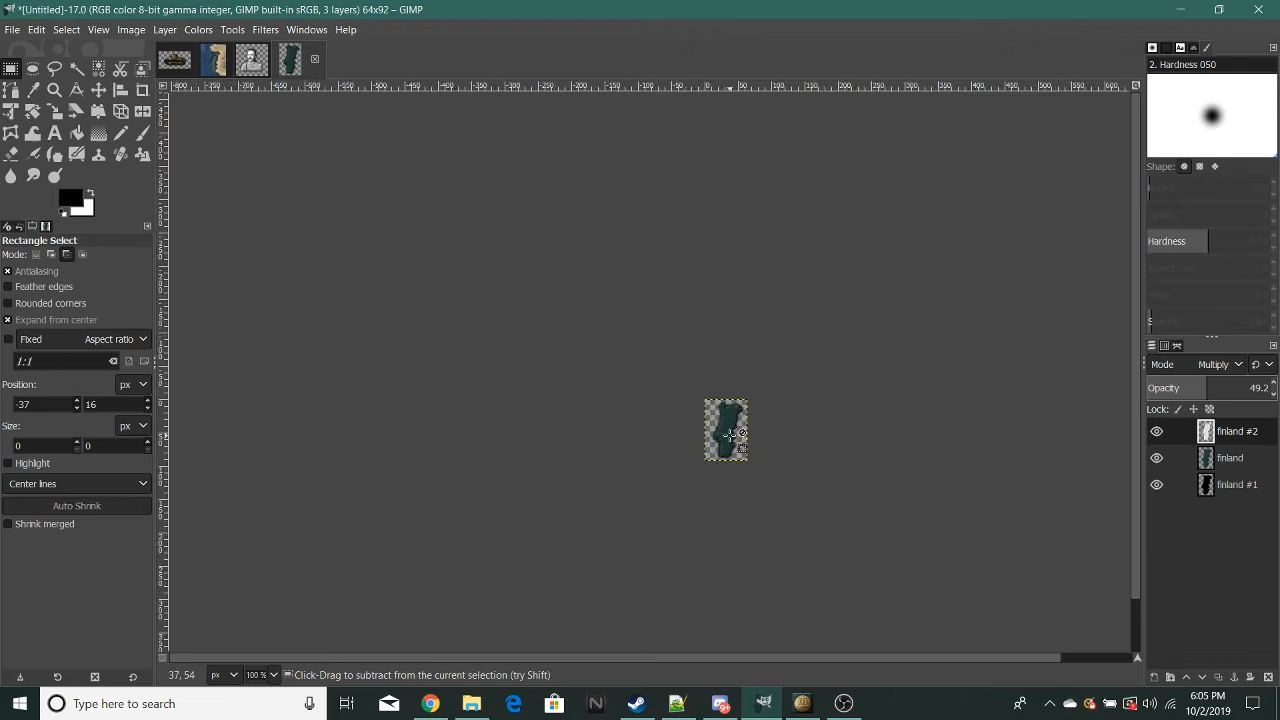 *[Untitled]-17.0 (RGB color 8-bit gamma integer, GIMP built-in sRGB, 3 layers) 64x92 – GIMP
File Edit Select View Image Layer Colors Tools Filters Windows Help
2. Hardness 050
Shape:
Hardness
Rectangle Select
Mode:
Antialiasing
Feather edges
Rounded corners
Expand from center
Fixed Aspect ratio
1:1
Position: px
-37 16
Size: px
0 0
Highlight
Center lines
Auto Shrink
Shrink merged
Mode Multiply
Opacity 49.2
Lock:
finland #2
finland
finland #1
37, 54 px 100 % Click-Drag to subtract from the current selection (try Shift)
Type here to search
6:05 PM
10/2/2019